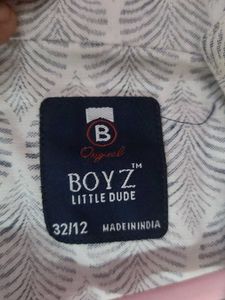 B
Original
BOYZ™
LITTLE DUDE
32/12 MADE IN INDIA